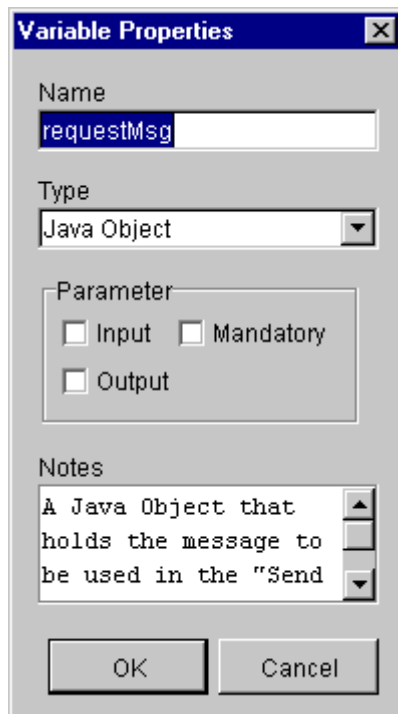 Variable Properties
Name
requestMsg
Type
Java Object
Parameter
Input Mandatory
Output
Notes
A Java Object that
holds the message to
be used in the "Send
OK Cancel